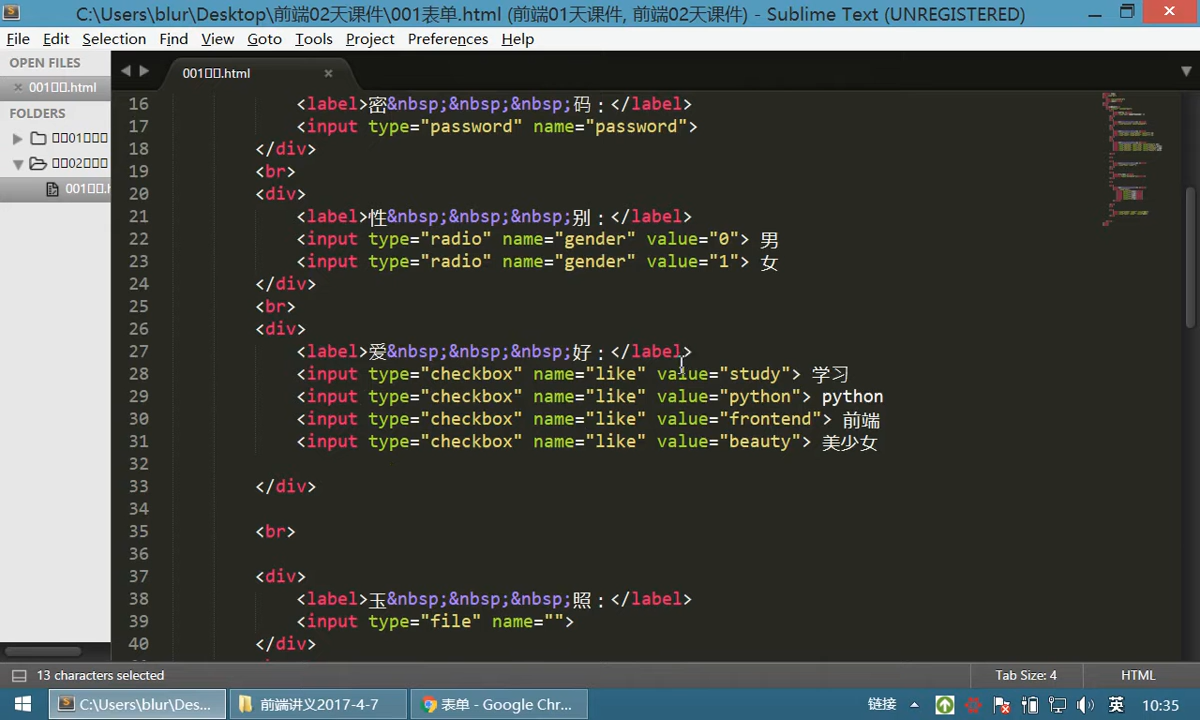 C:\Users\blur\Desktop\前端02天课件\001表单.html (前端01天课件, 前端02天课件) - Sublime Text (UNREGISTERED)
File Edit Selection Find View Goto Tools Project Preferences Help
OPEN FILES
001□□.html
001□□.html
FOLDERS
□□01□□□
□□02□□□
001□□.h
16 <label>密&nbsp;&nbsp;&nbsp;码：</label>
17 <input type="password" name="password">
18 </div>
19 <br>
20 <div>
21 <label>性&nbsp;&nbsp;&nbsp;别：</label>
22 <input type="radio" name="gender" value="0"> 男
23 <input type="radio" name="gender" value="1"> 女
24 </div>
25 <br>
26 <div>
27 <label>爱&nbsp;&nbsp;&nbsp;好：</label>
28 <input type="checkbox" name="like" value="study"> 学习
29 <input type="checkbox" name="like" value="python"> python
30 <input type="checkbox" name="like" value="frontend"> 前端
31 <input type="checkbox" name="like" value="beauty"> 美少女
32
33 </div>
34
35 <br>
36
37 <div>
38 <label>玉&nbsp;&nbsp;&nbsp;照：</label>
39 <input type="file" name="">
40 </div>
13 characters selected
Tab Size: 4
HTML
C:\Users\blur\Des...
前端讲义2017-4-7
表单 - Google Chr...
链接
英
10:35